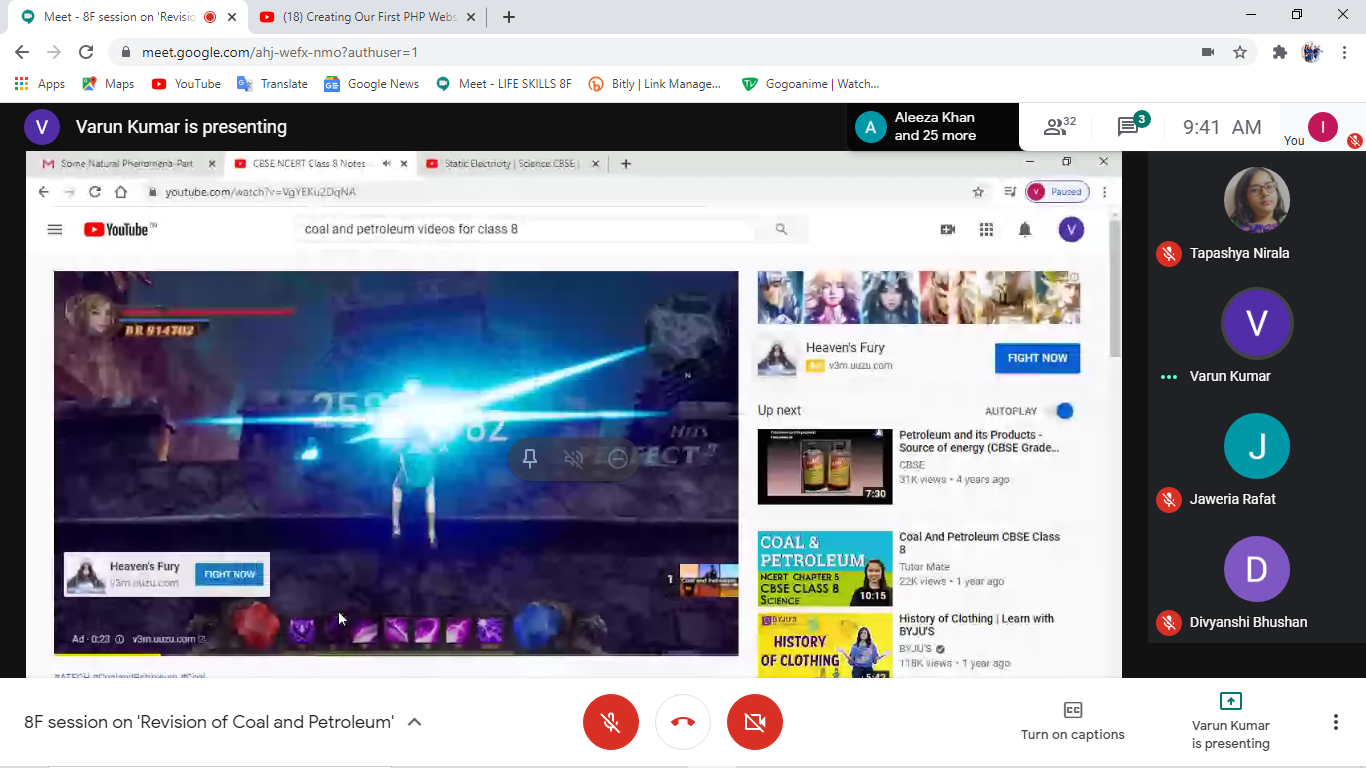 Meet - 8F session on 'Revisio
(18) Creating Our First PHP Webs
meet.google.com/ahj-wefx-nmo?authuser=1
Apps
Maps
YouTube
Translate
Google News
Meet - LIFE SKILLS 8F
Bitly | Link Manage...
Gogoanime | Watch...
V
Varun Kumar is presenting
A
Aleeza Khan
and 25 more
32
3
9:41 AM
You
I
Some Natural Phenomena-Part
CBSE NCERT Class 8 Notes
Static Electricity | Science CBSE |
youtube.com/watch?v=VgYEKu2DqNA
V
Paused
YouTube
coal and petroleum videos for class 8
V
BR 914702
N
HITS
PERFECT
Heaven's Fury
v3m.uuzu.com
FIGHT NOW
1
Coal and Petroleum
Ad · 0:23
v3m.uuzu.com
Heaven's Fury
Ad
v3m.uuzu.com
FIGHT NOW
Up next
AUTOPLAY
7:30
Petroleum and its Products -
Source of energy (CBSE Grade...
CBSE
31K views • 4 years ago
COAL &
PETROLEUM
NCERT CHAPTER 5
CBSE CLASS 8
SCIENCE
10:15
Coal And Petroleum CBSE Class
8
Tutor Mate
22K views • 1 year ago
BYJU'S
HISTORY
OF CLOTHING
5:42
History of Clothing | Learn with
BYJU'S
BYJU'S
118K views • 1 year ago
Tapashya Nirala
V
Varun Kumar
J
Jaweria Rafat
D
Divyanshi Bhushan
8F session on 'Revision of Coal and Petroleum'
CC
Turn on captions
Varun Kumar
is presenting